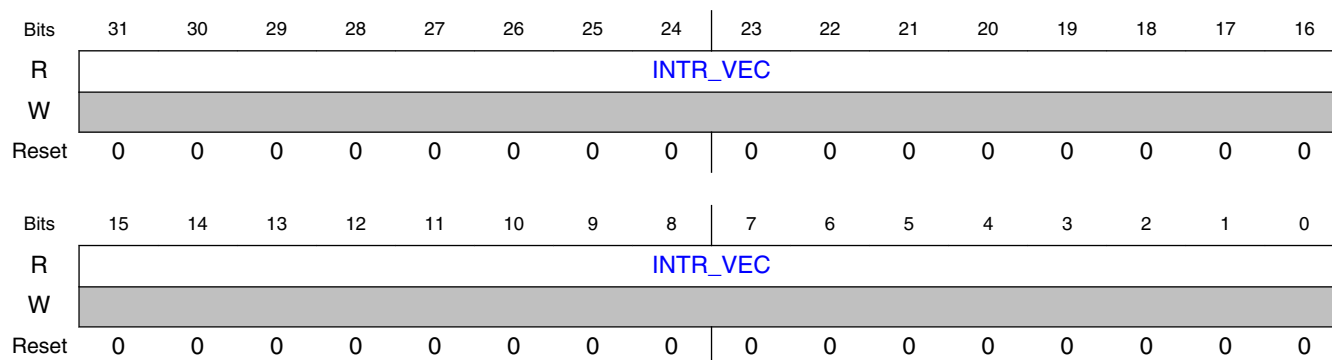 Bits 31 30 29 28 27 26 25 24 23 22 21 20 19 18 17 16
R INTR_VEC
W
Reset 0 0 0 0 0 0 0 0 0 0 0 0 0 0 0 0
Bits 15 14 13 12 11 10 9 8 7 6 5 4 3 2 1 0
R INTR_VEC
W
Reset 0 0 0 0 0 0 0 0 0 0 0 0 0 0 0 0